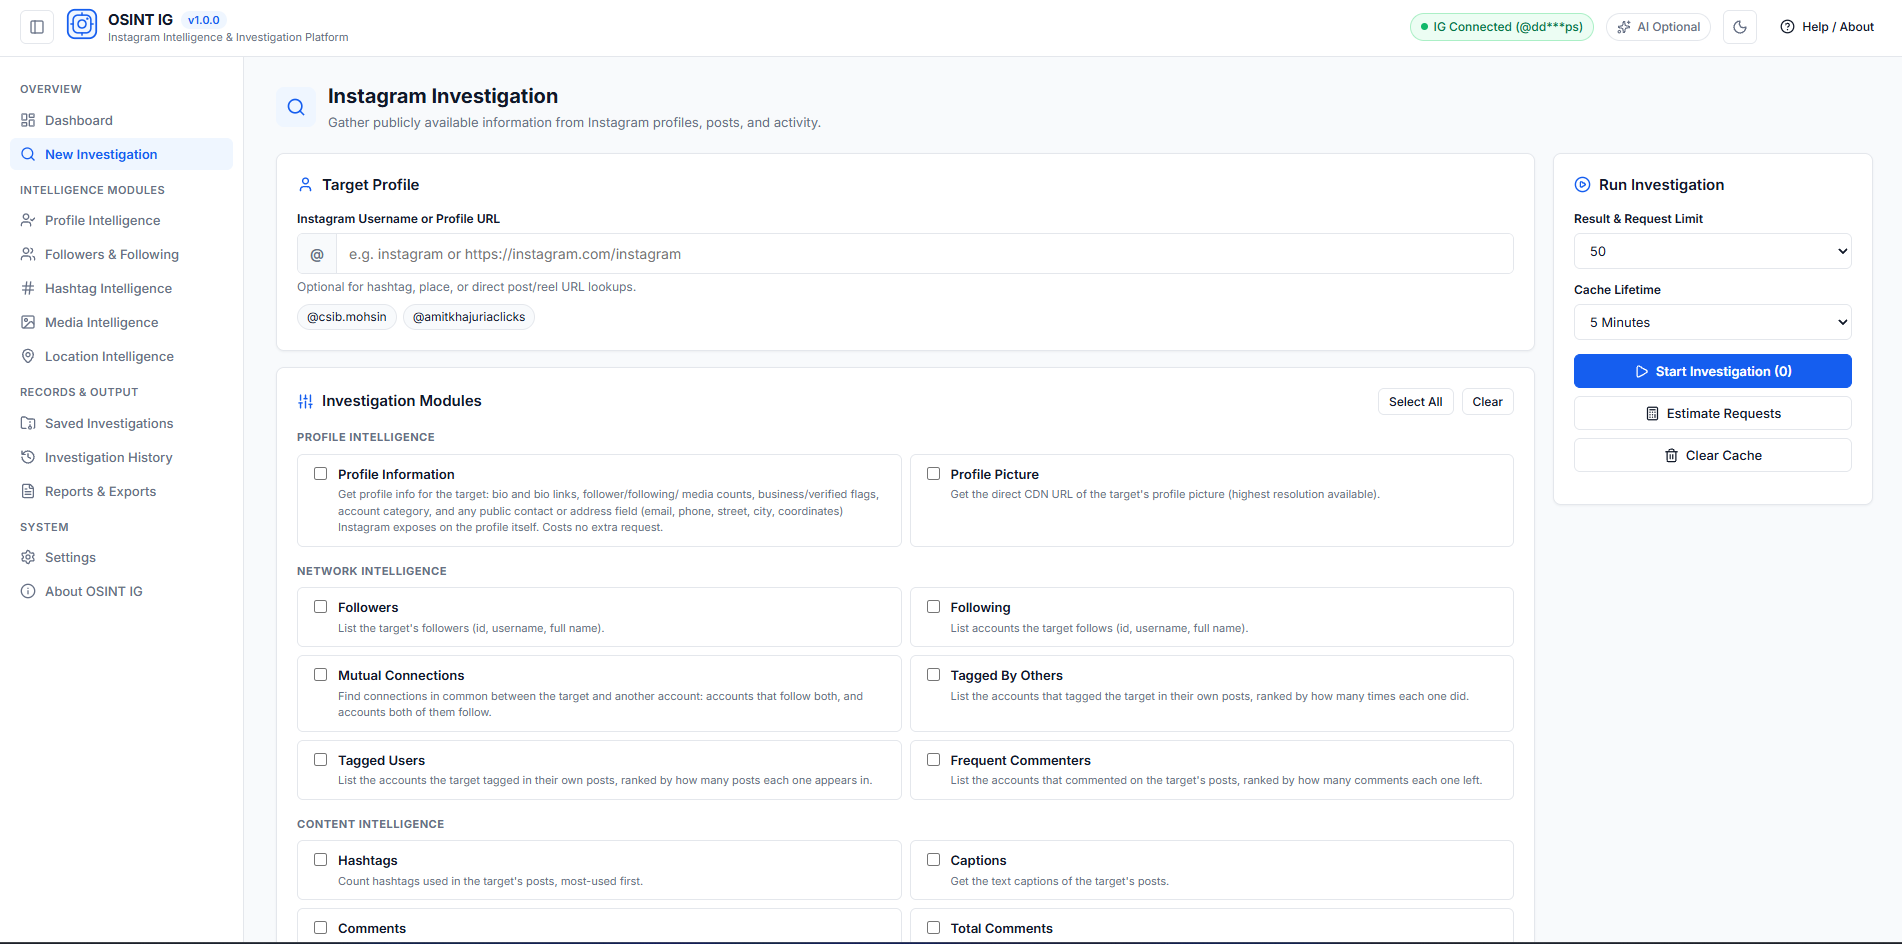 OSINT IG v1.0.0
Instagram Intelligence & Investigation Platform
IG Connected (@dd***ps)
AI Optional
Help / About
OVERVIEW
Dashboard
New Investigation
INTELLIGENCE MODULES
Profile Intelligence
Followers & Following
Hashtag Intelligence
Media Intelligence
Location Intelligence
RECORDS & OUTPUT
Saved Investigations
Investigation History
Reports & Exports
SYSTEM
Settings
About OSINT IG
Instagram Investigation
Gather publicly available information from Instagram profiles, posts, and activity.
Target Profile
Instagram Username or Profile URL
@ e.g. instagram or https://instagram.com/instagram
Optional for hashtag, place, or direct post/reel URL lookups.
@csib.mohsin @amitkhajuriaclicks
Investigation Modules
Select All
Clear
PROFILE INTELLIGENCE
Profile Information
Get profile info for the target: bio and bio links, follower/following/ media counts, business/verified flags,
account category, and any public contact or address field (email, phone, street, city, coordinates)
Instagram exposes on the profile itself. Costs no extra request.
Profile Picture
Get the direct CDN URL of the target's profile picture (highest resolution available).
NETWORK INTELLIGENCE
Followers
List the target's followers (id, username, full name).
Following
List accounts the target follows (id, username, full name).
Mutual Connections
Find connections in common between the target and another account: accounts that follow both, and
accounts both of them follow.
Tagged By Others
List the accounts that tagged the target in their own posts, ranked by how many times each one did.
Tagged Users
List the accounts the target tagged in their own posts, ranked by how many posts each one appears in.
Frequent Commenters
List the accounts that commented on the target's posts, ranked by how many comments each one left.
CONTENT INTELLIGENCE
Hashtags
Count hashtags used in the target's posts, most-used first.
Captions
Get the text captions of the target's posts.
Comments
Total Comments
Run Investigation
Result & Request Limit
50
Cache Lifetime
5 Minutes
Start Investigation (0)
Estimate Requests
Clear Cache